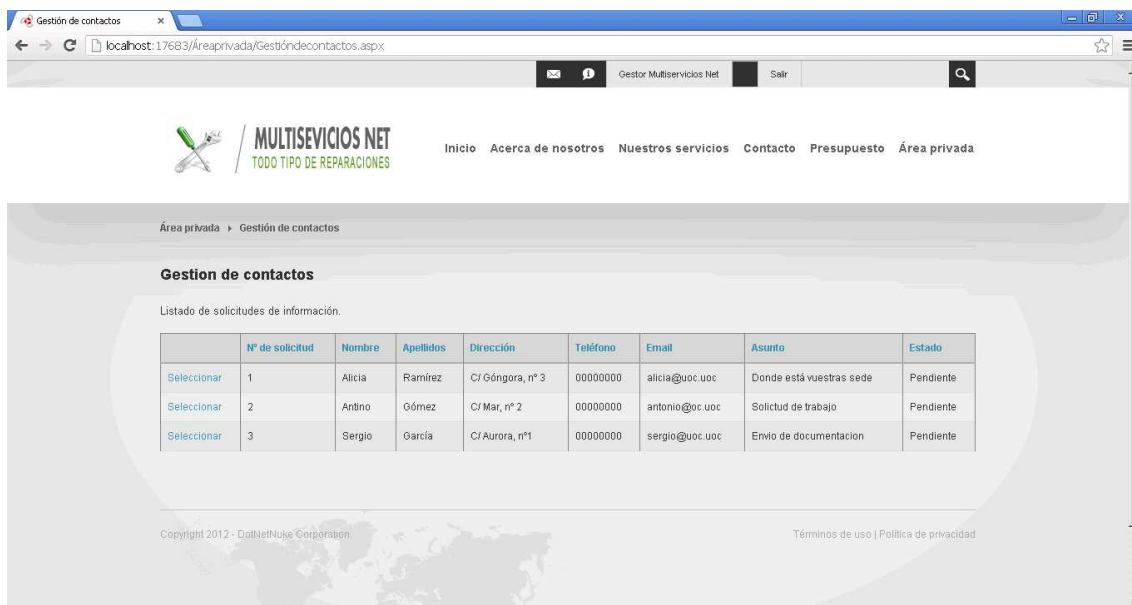 Gestión de contactos
localhost:17683/Áreaprivada/Gestióndecontactos.aspx
Gestor Multiservicios Net Salir
MULTISEVICIOS NET
TODO TIPO DE REPARACIONES
Inicio Acerca de nosotros Nuestros servicios Contacto Presupuesto Área privada
Área privada Gestión de contactos
Gestion de contactos
Listado de solicitudes de información.
Nº de solicitud Nombre Apellidos Dirección Teléfono Email Asunto Estado
Seleccionar 1 Alicia Ramírez C/ Góngora, nº 3 00000000 alicia@uoc.uoc Donde está vuestras sede Pendiente
Seleccionar 2 Antino Gómez C/ Mar, nº 2 00000000 antonio@oc.uoc Solictud de trabajo Pendiente
Seleccionar 3 Sergio García C/ Aurora, nº1 00000000 sergio@uoc.uoc Envio de documentacion Pendiente
Copyright 2012 - DotNetNuke Corporation
Términos de uso | Política de privacidad